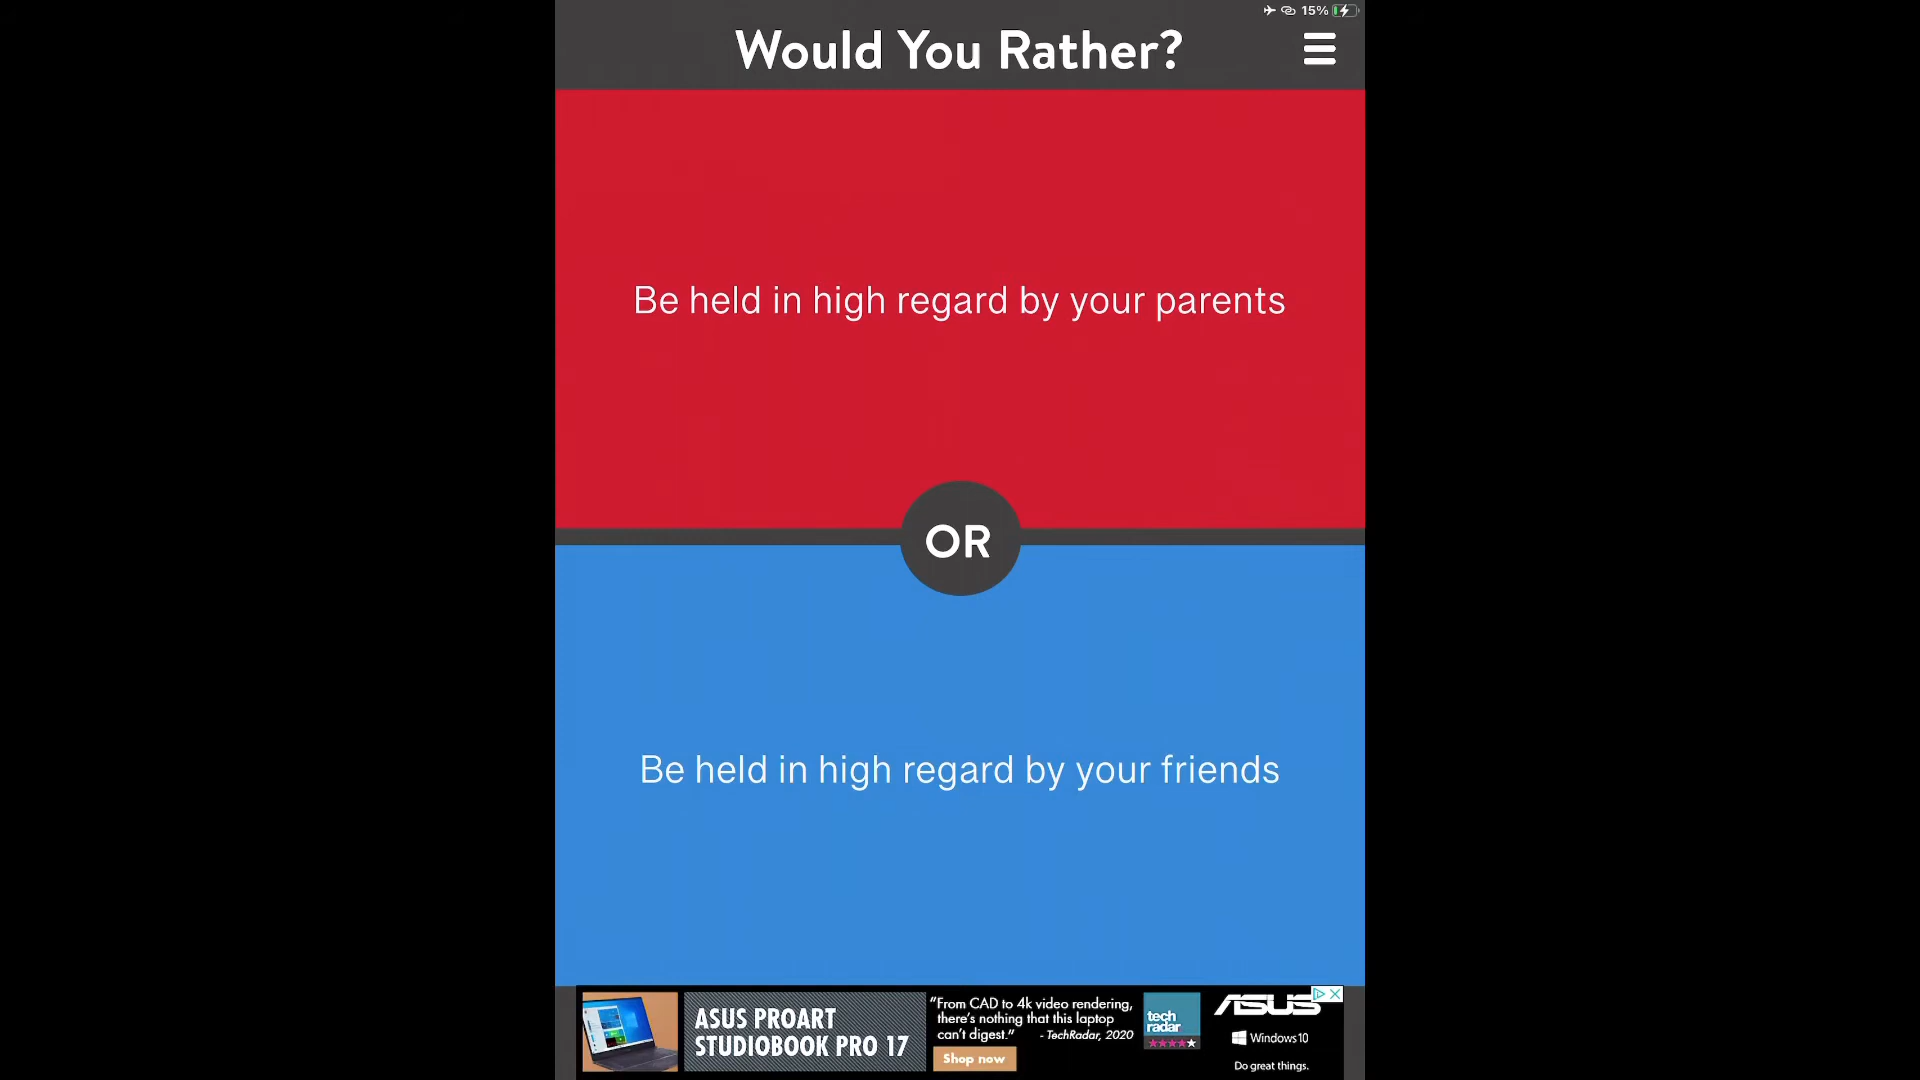 15%
Would You Rather?
Be held in high regard by your parents
OR
Be held in high regard by your friends
ASUS PROART
STUDIOBOOK PRO 17
"From CAD to 4k video rendering,
there's nothing that this laptop
can't digest."
- TechRadar, 2020
Shop now
tech
radar
ASUS
Windows10
Do great things.